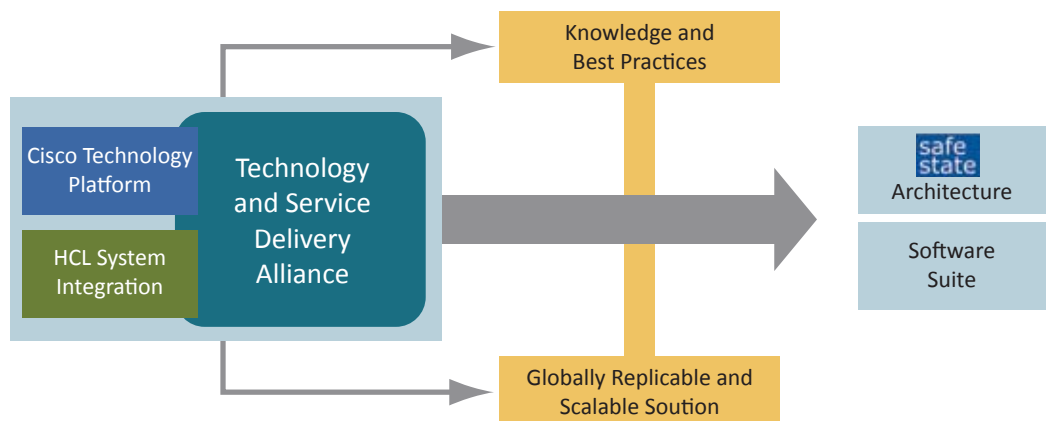 Knowledge and
Best Practices
Cisco Technology
Platform
HCL System
Integration
Technology
and Service
Delivery
Alliance
safe
state
Architecture
Software
Suite
Globally Replicable and
Scalable Soution